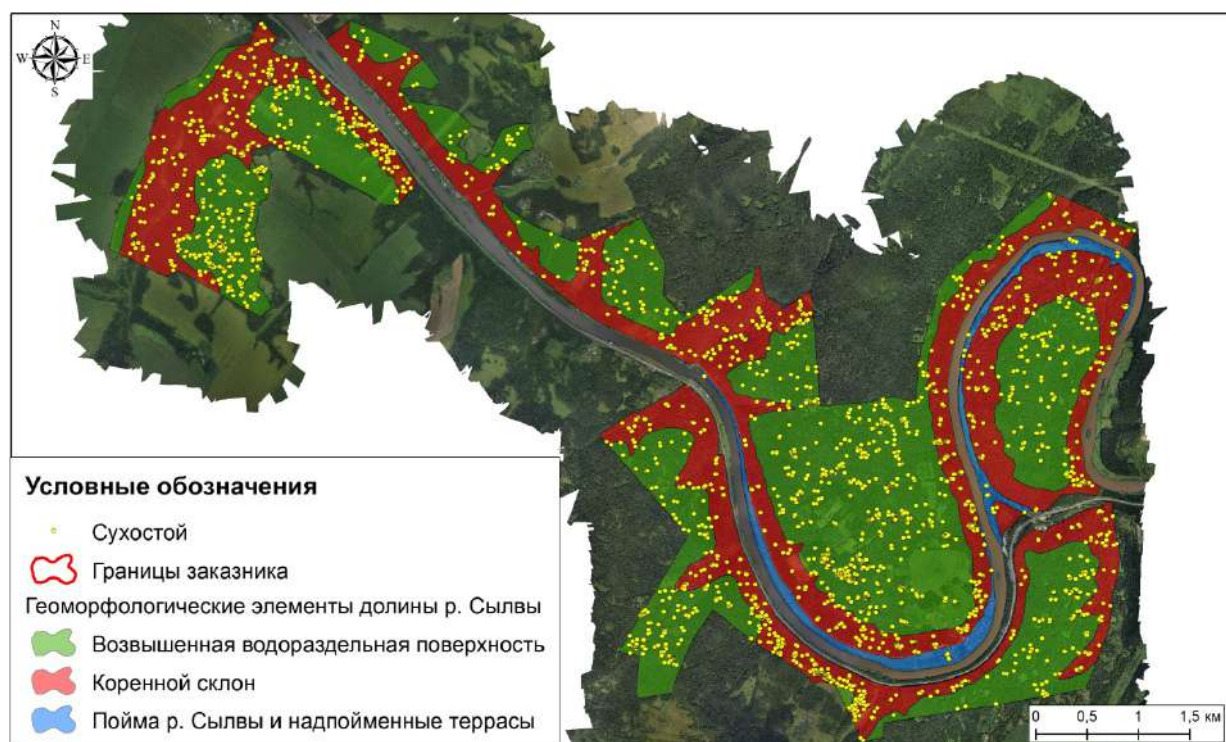 N
W E
S
Условные обозначения
Сухостой
Границы заказника
Геоморфологические элементы долины р. Сылвы
Возвышенная водораздельная поверхность
Коренной склон
Пойма р. Сылвы и надпойменные террасы
0 0,5 1 1,5 км